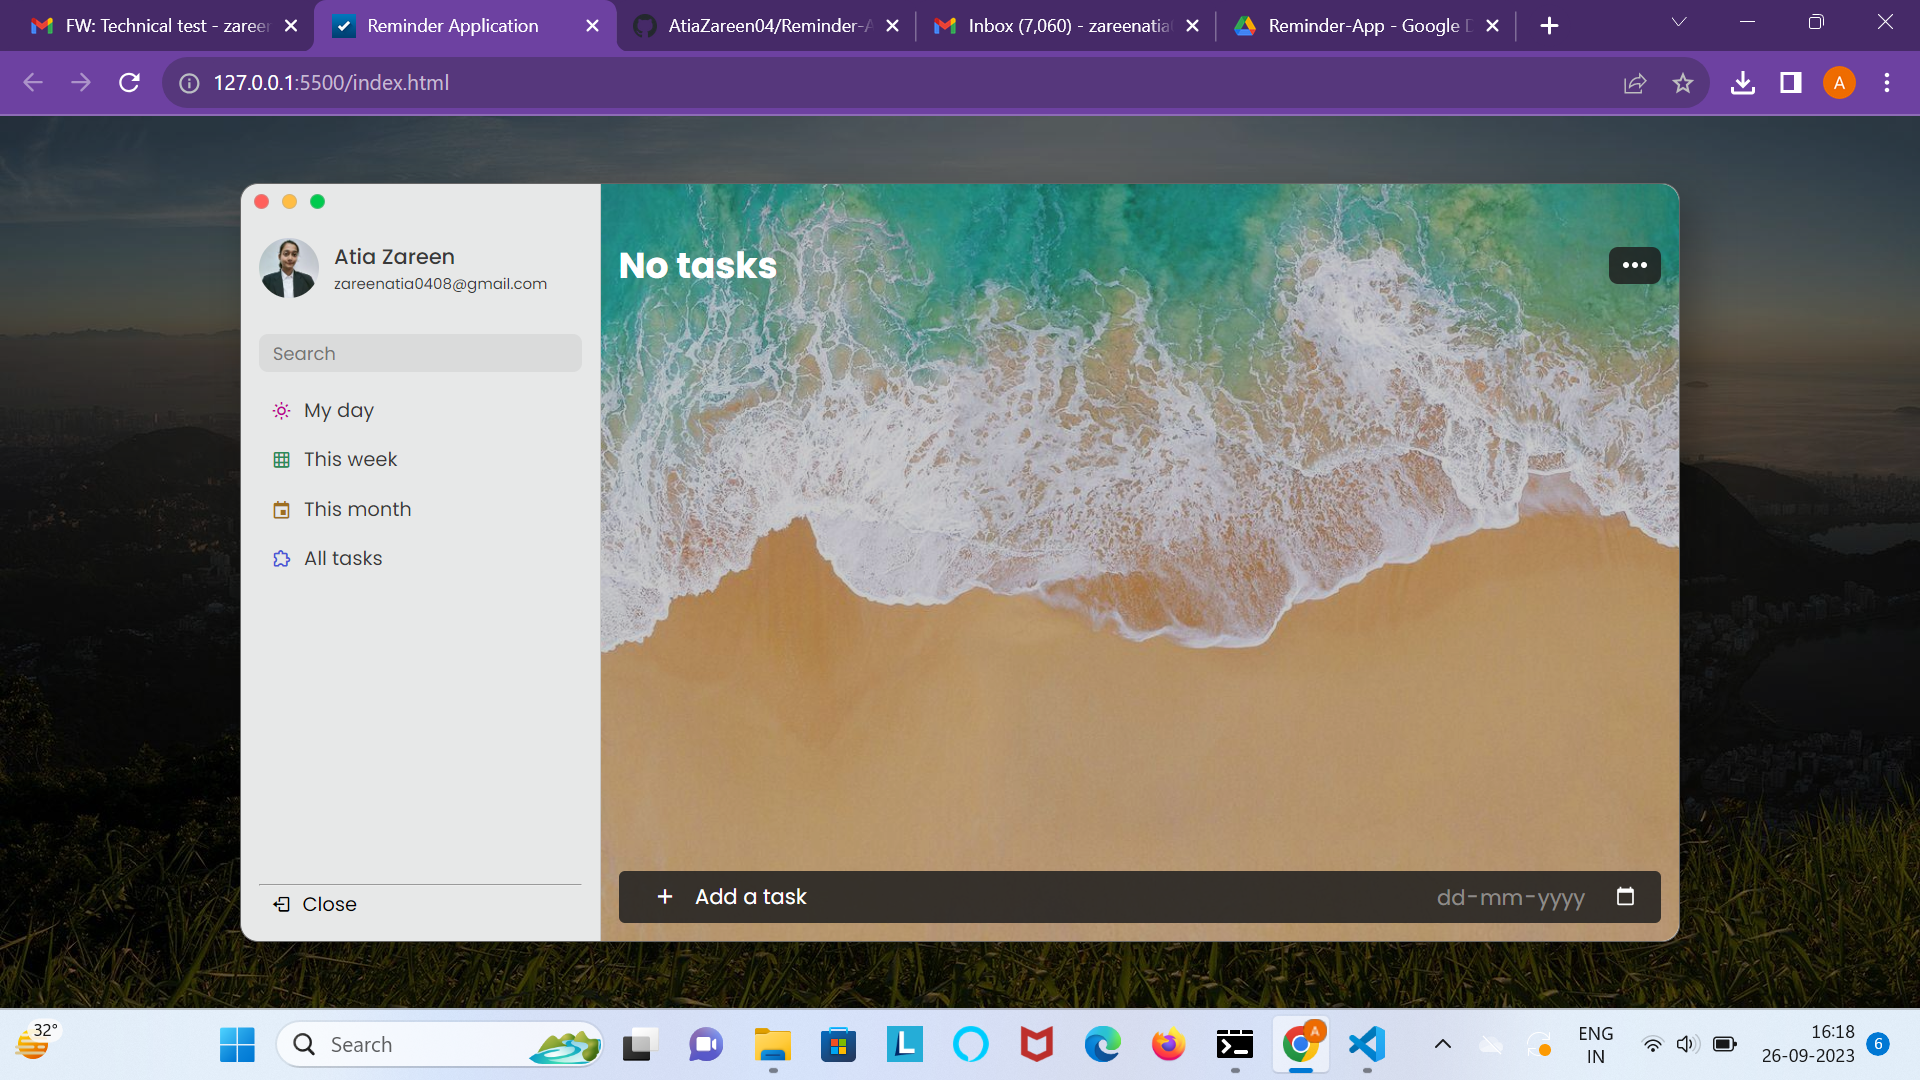 FW: Technical test - zareer
Reminder Application
AtiaZareen04/Reminder-A
Inbox (7,060) - zareenatia
Reminder-App - Google D
127.0.0.1:5500/index.html
A
Atia Zareen
zareenatia0408@gmail.com
Search
My day
This week
This month
All tasks
Close
No tasks
Add a task
dd-mm-yyyy
32°
Search
L
A
ENG
IN
16:18
26-09-2023
6